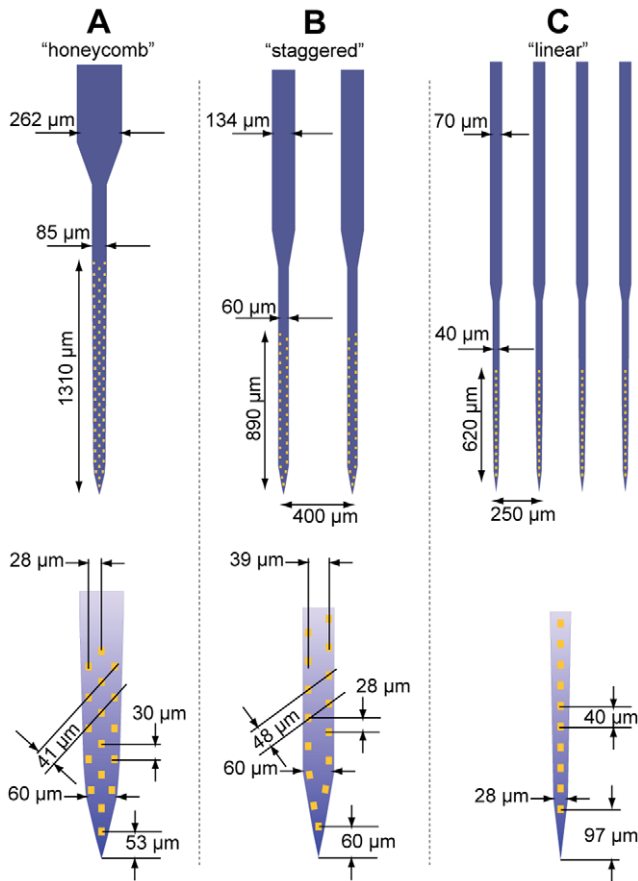 A
"honeycomb"
262 µm
85 µm
1310 µm
28 µm
41 µm
30 µm
60 µm
53 µm
B
"staggered"
134 µm
60 µm
890 µm
400 µm
39 µm
28 µm
48 µm
60 µm
60 µm
C
"linear"
70 µm
40 µm
620 µm
250 µm
40 µm
28 µm
97 µm